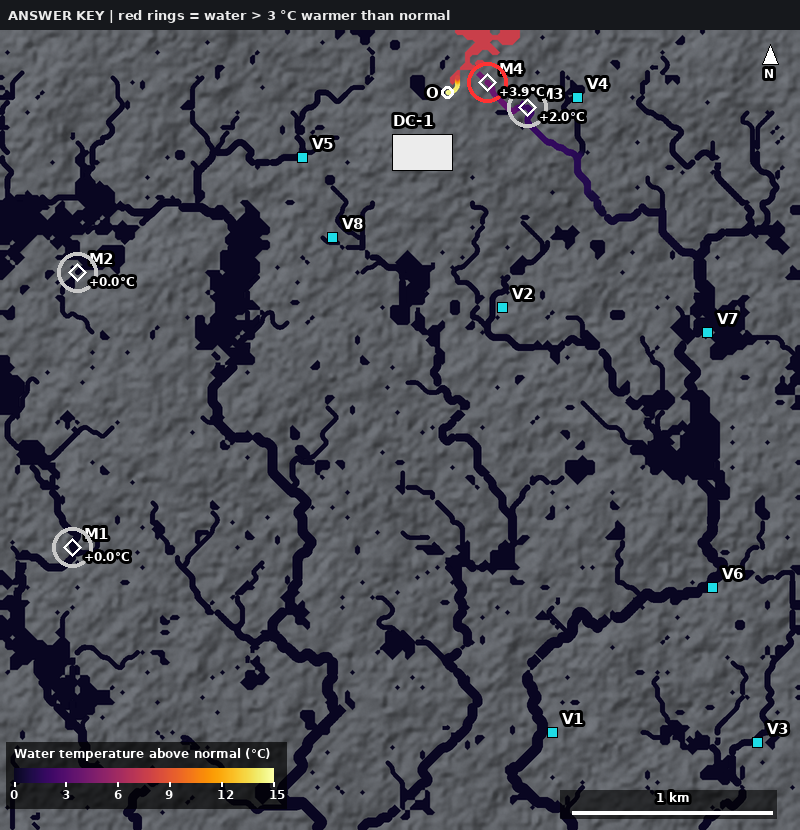 ANSWER KEY | red rings = water > 3 °C warmer than normal
N
M4
+3.9°C
O
M3
+2.0°C
V4
DC-1
V5
V8
M2
+0.0°C
V2
V7
M1
+0.0°C
V6
V1
V3
Water temperature above normal (°C)
0 3 6 9 12 15
1 km